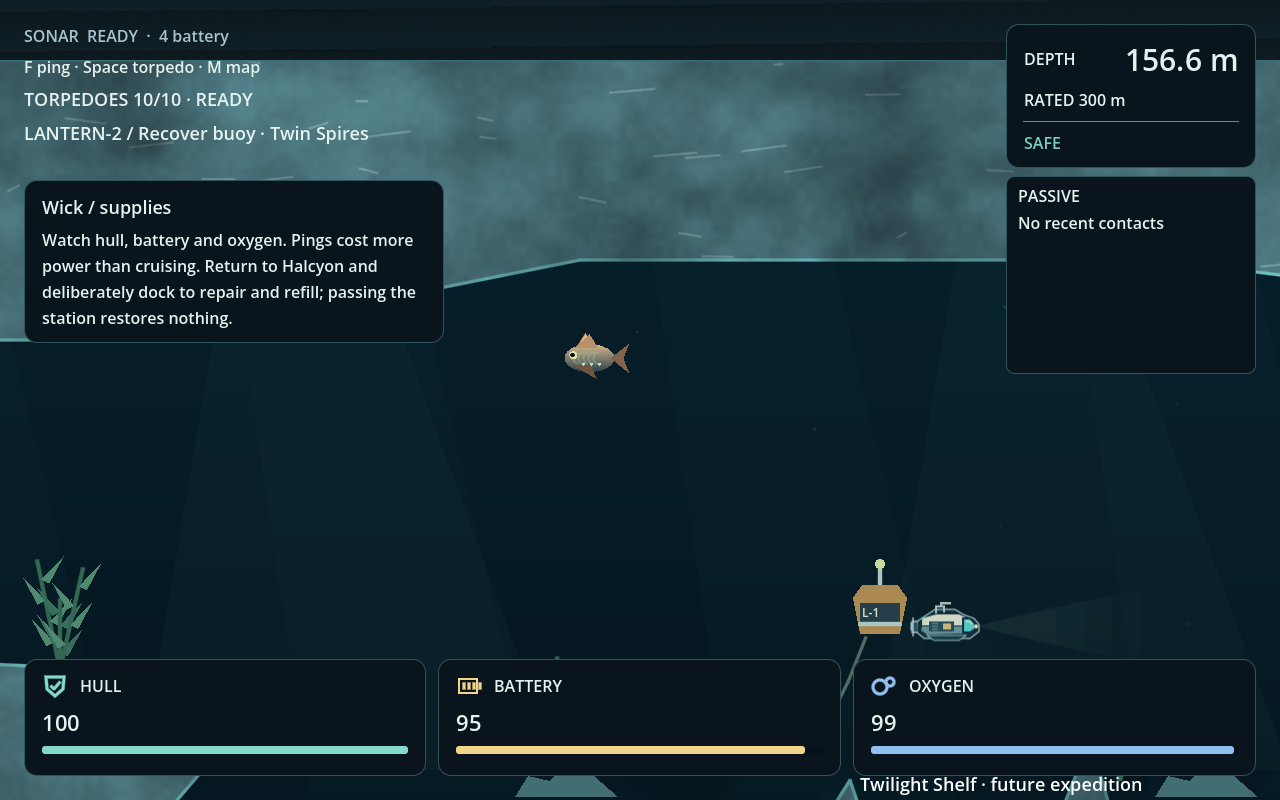 SONAR READY · 4 battery
F ping · Space torpedo · M map
TORPEDOES 10/10 · READY
LANTERN-2 / Recover buoy · Twin Spires
DEPTH 156.6 m
RATED 300 m
SAFE
PASSIVE
No recent contacts
Wick / supplies
Watch hull, battery and oxygen. Pings cost more
power than cruising. Return to Halcyon and
deliberately dock to repair and refill; passing the
station restores nothing.
L-1
HULL
100
BATTERY
95
OXYGEN
99
Twilight Shelf · future expedition